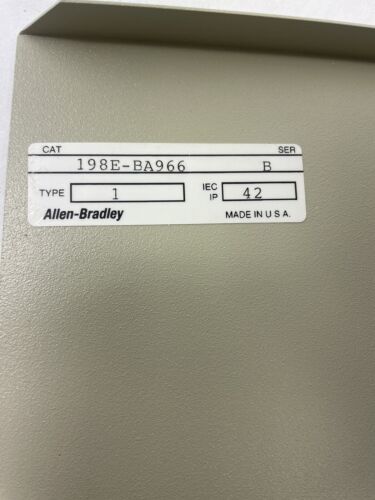 CAT SER
198E-BA966 B
TYPE 1 IEC IP 42
Allen-Bradley MADE IN U S A.